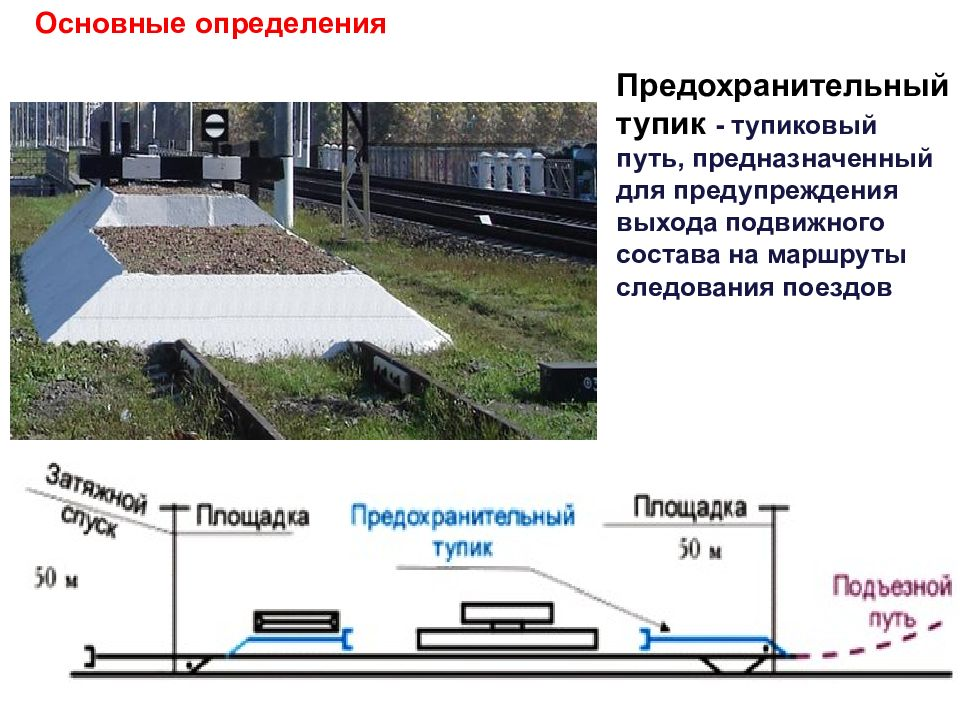 Основные определения
Предохранительный
тупик - тупиковый
путь, предназначенный
для предупреждения
выхода подвижного
состава на маршруты
следования поездов
Затяжной
спуск
Площадка
Предохранительный
тупик
Площадка
50 м
50 м
Подъезной
путь